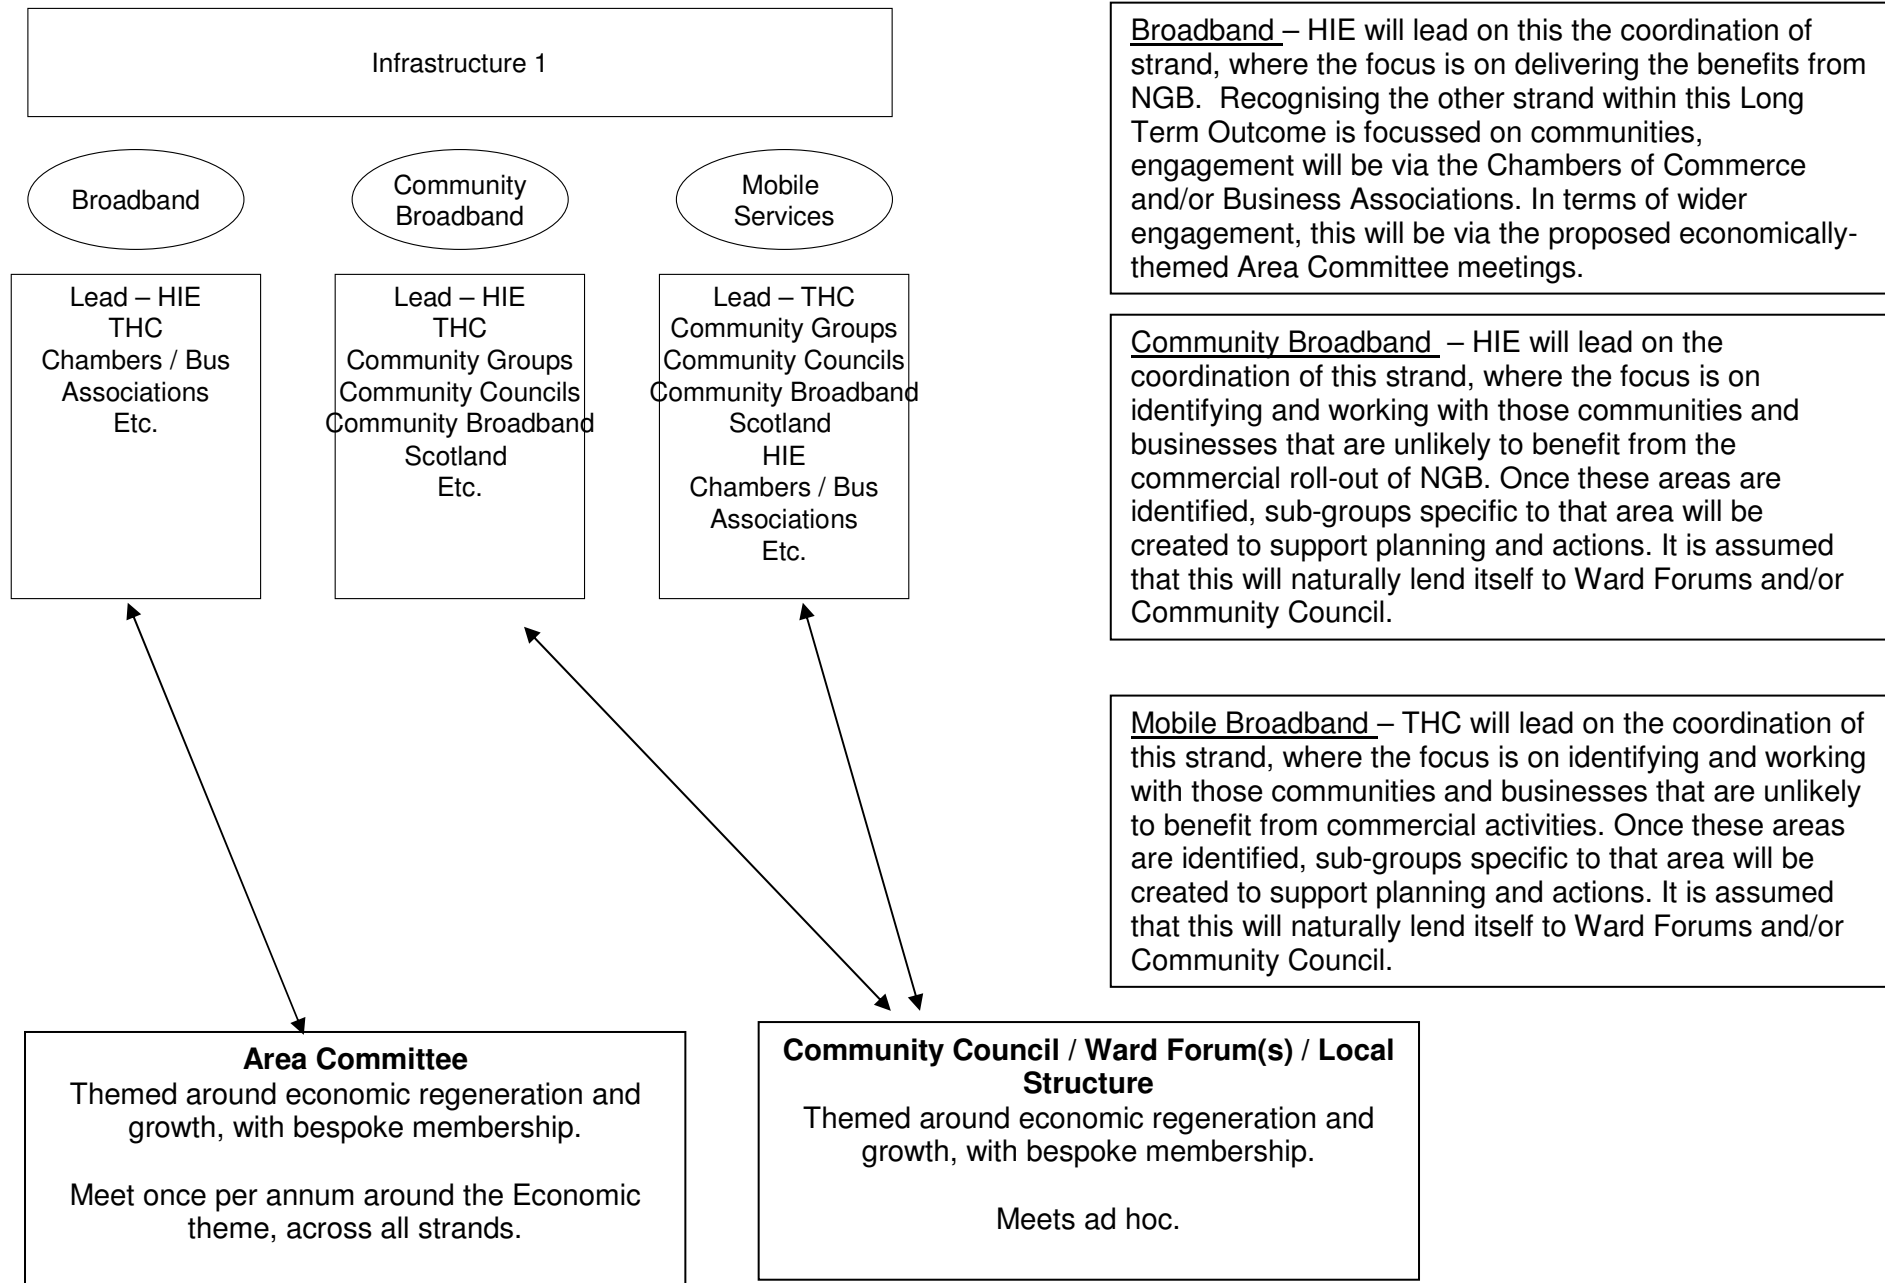 Infrastructure 1
Broadband
Community
Broadband
Mobile
Services
Lead – HIE
THC
Chambers / Bus
Associations
Etc.
Lead – HIE
THC
Community Groups
Community Councils
Community Broadband
Scotland
Etc.
Lead – THC
Community Groups
Community Councils
Community Broadband
Scotland
HIE
Chambers / Bus
Associations
Etc.
Broadband – HIE will lead on this the coordination of
strand, where the focus is on delivering the benefits from
NGB.  Recognising the other strand within this Long
Term Outcome is focussed on communities,
engagement will be via the Chambers of Commerce
and/or Business Associations. In terms of wider
engagement, this will be via the proposed economically-
themed Area Committee meetings.
Community Broadband – HIE will lead on the
coordination of this strand, where the focus is on
identifying and working with those communities and
businesses that are unlikely to benefit from the
commercial roll-out of NGB. Once these areas are
identified, sub-groups specific to that area will be
created to support planning and actions. It is assumed
that this will naturally lend itself to Ward Forums and/or
Community Council.
Mobile Broadband – THC will lead on the coordination of
this strand, where the focus is on identifying and working
with those communities and businesses that are unlikely
to benefit from commercial activities. Once these areas
are identified, sub-groups specific to that area will be
created to support planning and actions. It is assumed
that this will naturally lend itself to Ward Forums and/or
Community Council.
Area Committee
Themed around economic regeneration and
growth, with bespoke membership.
Meet once per annum around the Economic
theme, across all strands.
Community Council / Ward Forum(s) / Local
Structure
Themed around economic regeneration and
growth, with bespoke membership.
Meets ad hoc.